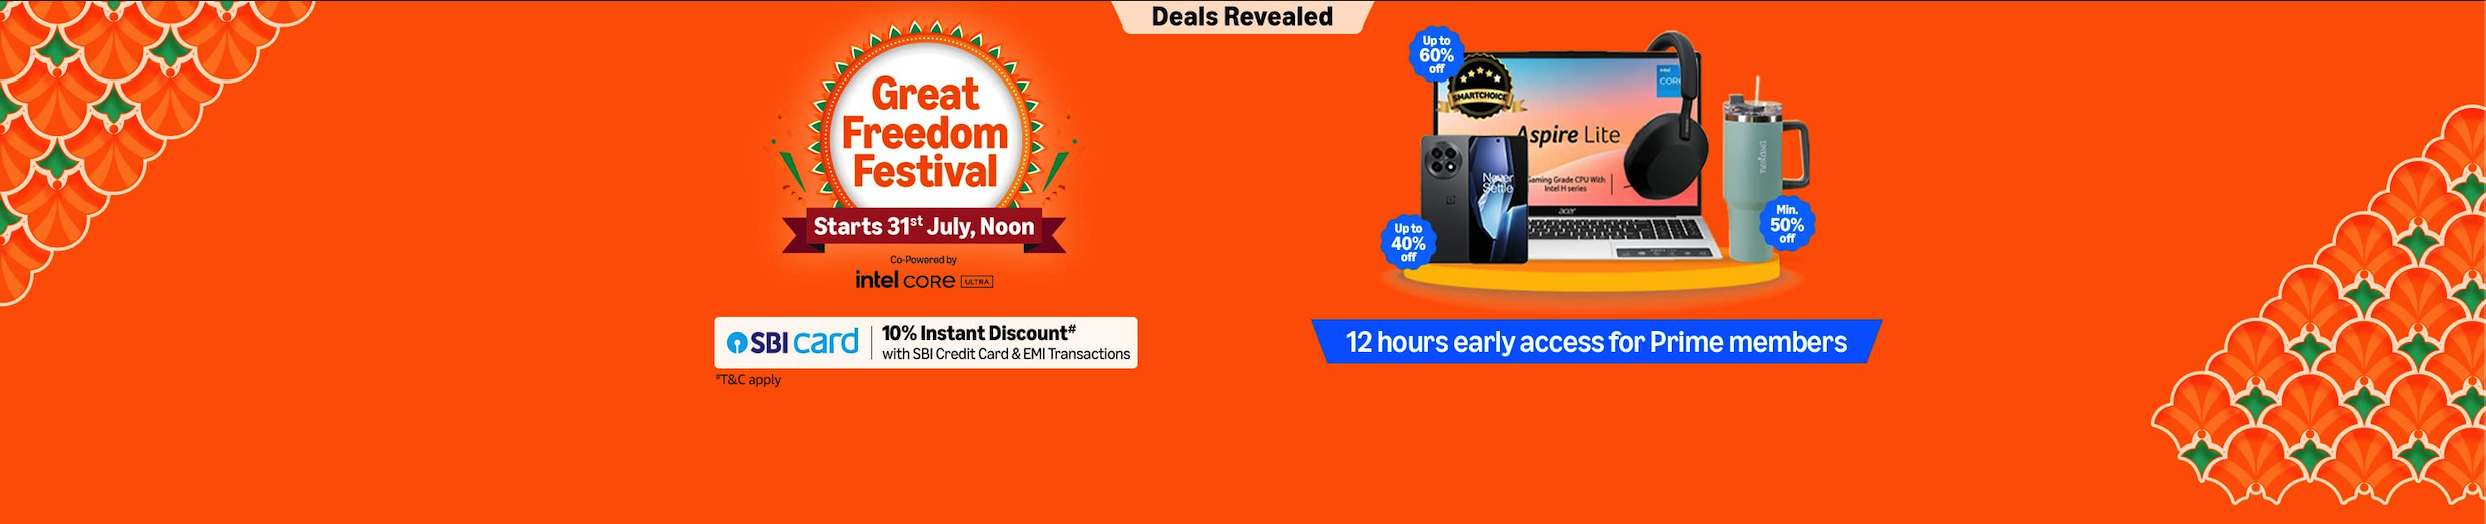 Deals Revealed
Great
Freedom
Festival
Starts 31st July, Noon
Co-Powered by
intel CORE ULTRA
SBI card
10% Instant Discount#
with SBI Credit Card & EMI Transactions
#T&C apply
Up to
60%
off
SMARTCHOICE
intel
CORE
Aspire Lite
Gaming Grade CPU With
Intel H series
acer
Never
Settle
Up to
40%
off
Min.
50%
off
12 hours early access for Prime members